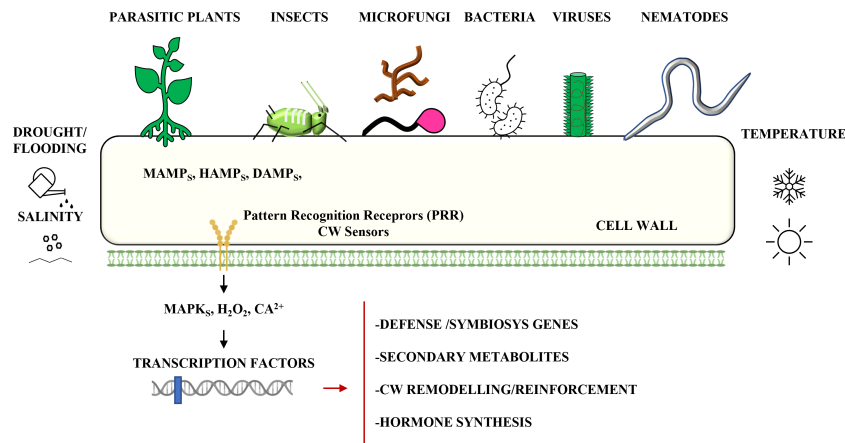 PARASITIC PLANTS
INSECTS
MICROFUNGI
BACTERIA
VIRUSES
NEMATODES
DROUGHT/
FLOODING
SALINITY
TEMPERATURE
MAMPS, HAMPS, DAMPS,
Pattern Recognition Receprors (PRR)
CW Sensors
CELL WALL
MAPKS, H2O2, CA2+
TRANSCRIPTION FACTORS
-DEFENSE /SYMBIOSYS GENES
-SECONDARY METABOLITES
-CW REMODELLING/REINFORCEMENT
-HORMONE SYNTHESIS